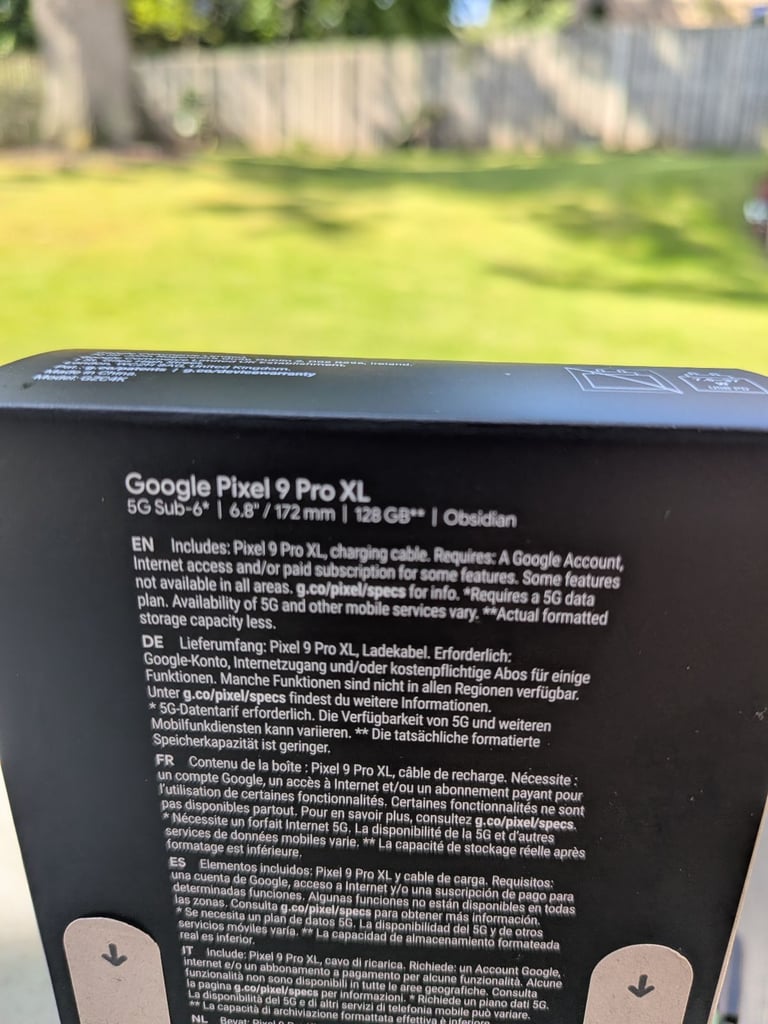 Made in China.
Model: GZC4K
Google Pixel 9 Pro XL
5G Sub-6* | 6.8" / 172 mm | 128 GB** | Obsidian
EN Includes: Pixel 9 Pro XL, charging cable. Requires: A Google Account,
Internet access and/or paid subscription for some features. Some features
not available in all areas. g.co/pixel/specs for info. *Requires a 5G data
plan. Availability of 5G and other mobile services vary. **Actual formatted
storage capacity less.
DE Lieferumfang: Pixel 9 Pro XL, Ladekabel. Erforderlich:
Google-Konto, Internetzugang und/oder kostenpflichtige Abos für einige
Funktionen. Manche Funktionen sind nicht in allen Regionen verfügbar.
Unter g.co/pixel/specs findest du weitere Informationen.
* 5G-Datentarif erforderlich. Die Verfügbarkeit von 5G und weiteren
Mobilfunkdiensten kann variieren. ** Die tatsächliche formatierte
Speicherkapazität ist geringer.
FR Contenu de la boîte : Pixel 9 Pro XL, câble de recharge. Nécessite :
un compte Google, un accès à Internet et/ou un abonnement payant pour
l'utilisation de certaines fonctionnalités. Certaines fonctionnalités ne sont
pas disponibles partout. Pour en savoir plus, consultez g.co/pixel/specs.
* Nécessite un forfait Internet 5G. La disponibilité de la 5G et d'autres
services de données mobiles varie. ** La capacité de stockage réelle après
formatage est inférieure.
ES Elementos incluidos: Pixel 9 Pro XL y cable de carga. Requisitos:
una cuenta de Google, acceso a Internet y/o una suscripción de pago para
determinadas funciones. Algunas funciones no están disponibles en todas
las zonas. Consulta g.co/pixel/specs para obtener más información.
* Se necesita un plan de datos 5G. La disponibilidad del 5G y de otros
servicios móviles varía. ** La capacidad de almacenamiento formateada
real es inferior.
IT Include: Pixel 9 Pro XL, cavo di ricarica. Richiede: un Account Google,
internet e/o un abbonamento a pagamento per alcune funzionalità. Alcune
funzionalità non sono disponibili in tutte le aree geografiche. Consulta
la pagina g.co/pixel/specs per informazioni. * Richiede un piano dati 5G.
La disponibilità del 5G e di altri servizi di telefonia mobile può variare.
** La capacità di archiviazione formattata effettiva è inferiore.
NL Bevat: Pixel 9 Pro XL